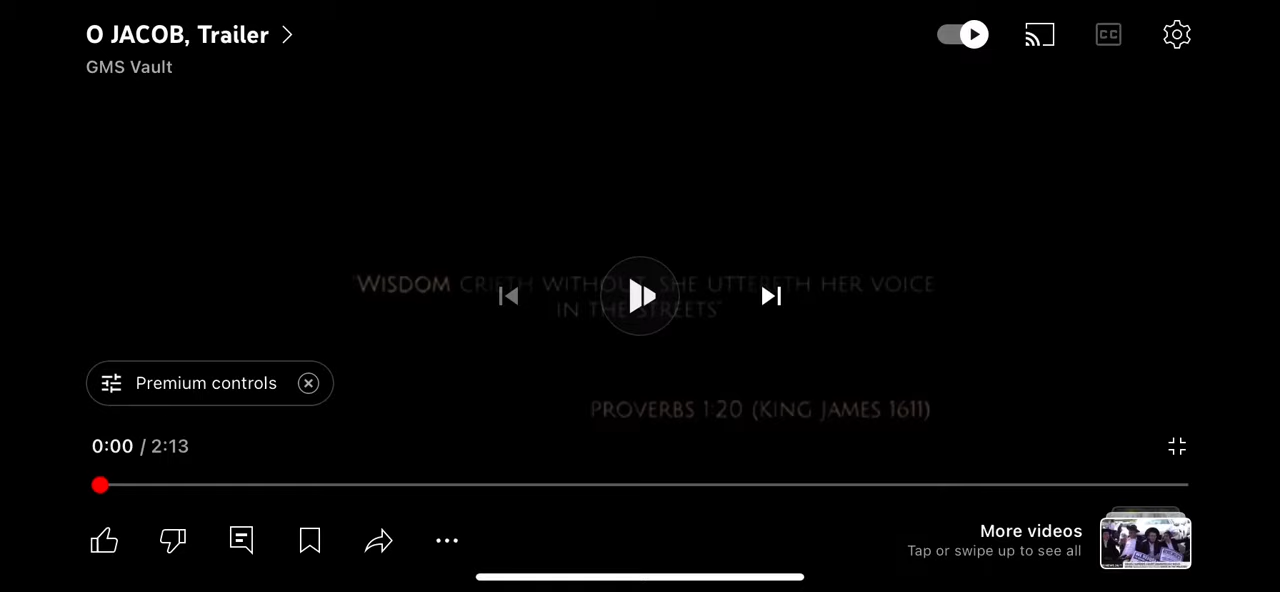 O JACOB, Trailer
GMS Vault
CC
"WISDOM CRIETH WITHOUT, SHE UTTERETH HER VOICE
IN THE STREETS"
Premium controls
PROVERBS 1:20 (KING JAMES 1611)
0:00 / 2:13
More videos
Tap or swipe up to see all